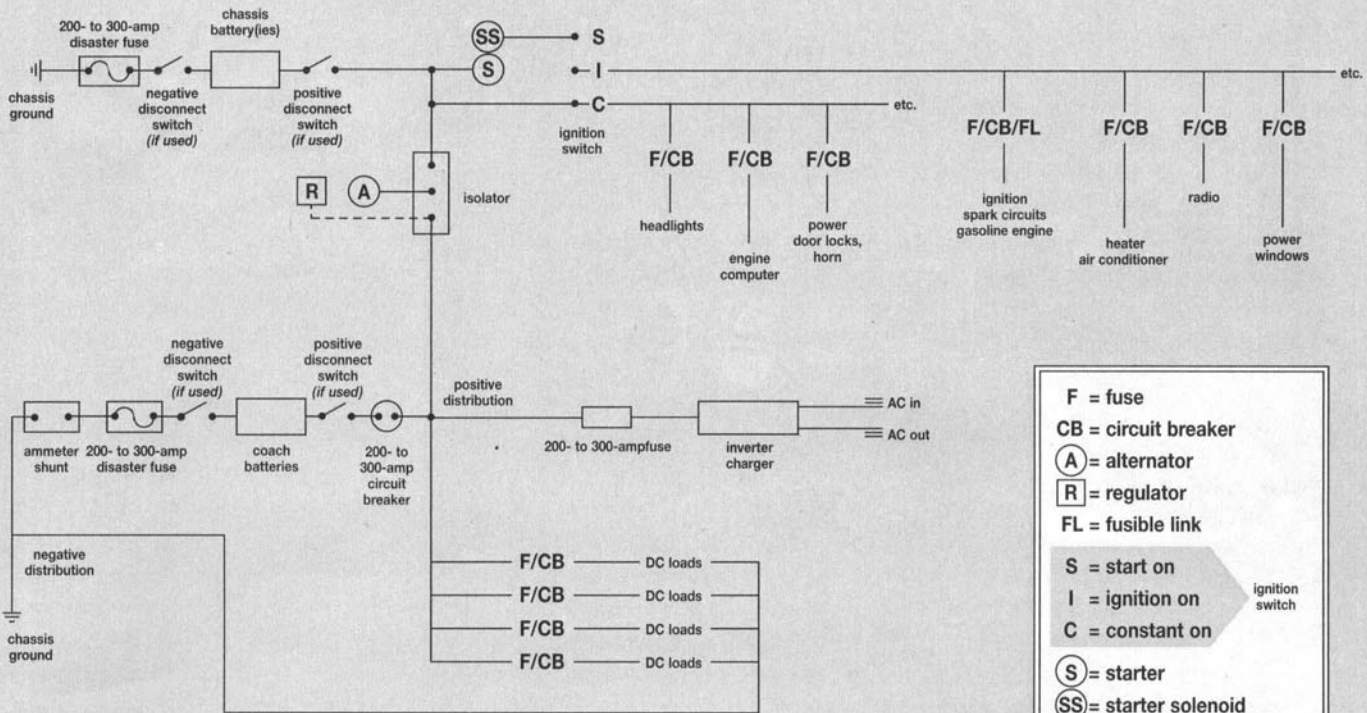 200- to 300-amp
disaster fuse
chassis
battery(ies)
chassis
ground
negative
disconnect
switch
(if used)
positive
disconnect
switch
(if used)
SS
S
S
I
C
ignition
switch
etc.
etc.
F/CB
F/CB
F/CB
headlights
engine
computer
power
door locks,
horn
F/CB/FL
F/CB
F/CB
F/CB
ignition
spark circuits
gasoline engine
heater
air conditioner
radio
power
windows
R
A
isolator
negative
disconnect
switch
(if used)
positive
disconnect
switch
(if used)
ammeter
shunt
200- to 300-amp
disaster fuse
coach
batteries
200- to
300-amp
circuit
breaker
positive
distribution
200- to 300-ampfuse
inverter
charger
AC in
AC out
negative
distribution
chassis
ground
F/CB DC loads
F/CB DC loads
F/CB DC loads
F/CB DC loads
F = fuse
CB = circuit breaker
A = alternator
R = regulator
FL = fusible link
S = start on
I = ignition on
C = constant on
ignition
switch
S = starter
SS = starter solenoid